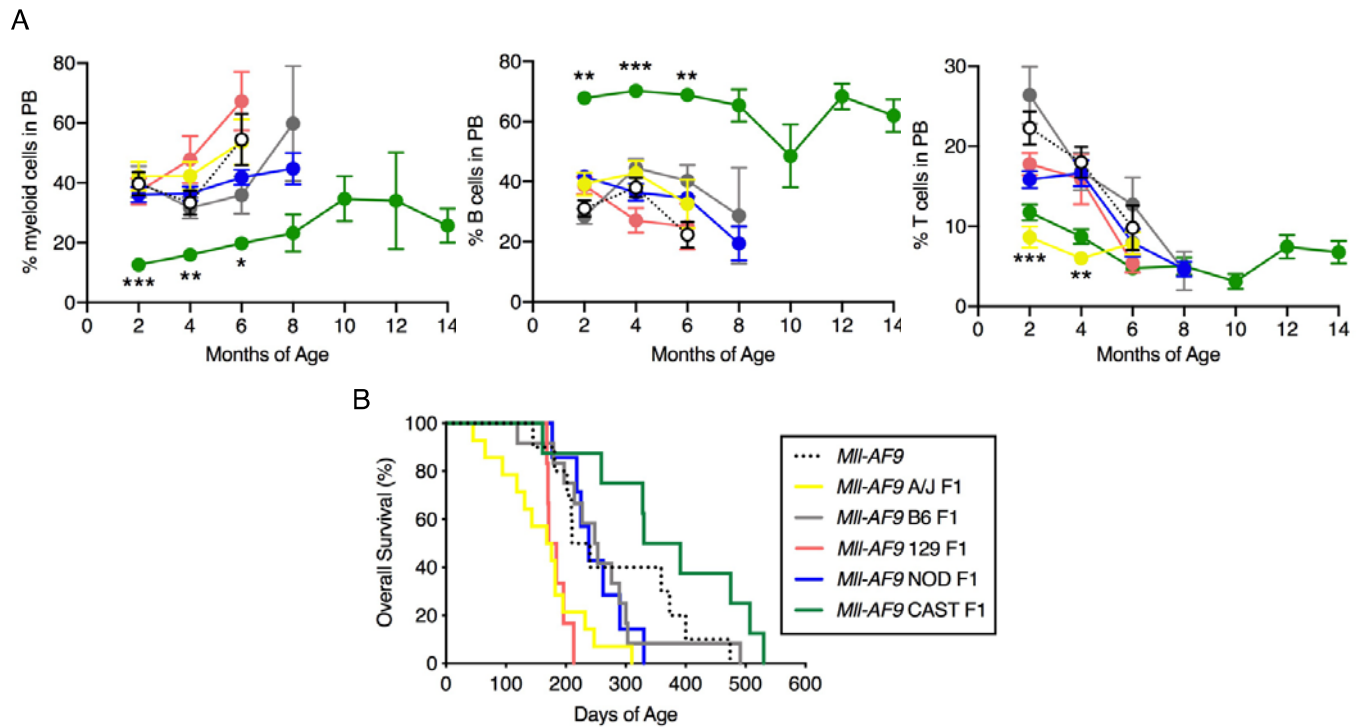 A
% myeloid cells in PB
80
60
40
20
0
***
**
*
0 2 4 6 8 10 12 14
Months of Age
% B cells in PB
80
60
40
20
0
**
***
**
0 2 4 6 8 10 12 14
Months of Age
% T cells in PB
30
20
10
0
***
**
0 2 4 6 8 10 12 14
Months of Age
B
Overall Survival (%)
100
80
60
40
20
0
0 100 200 300 400 500 600
Days of Age
Mll-AF9
Mll-AF9 A/J F1
Mll-AF9 B6 F1
Mll-AF9 129 F1
Mll-AF9 NOD F1
Mll-AF9 CAST F1